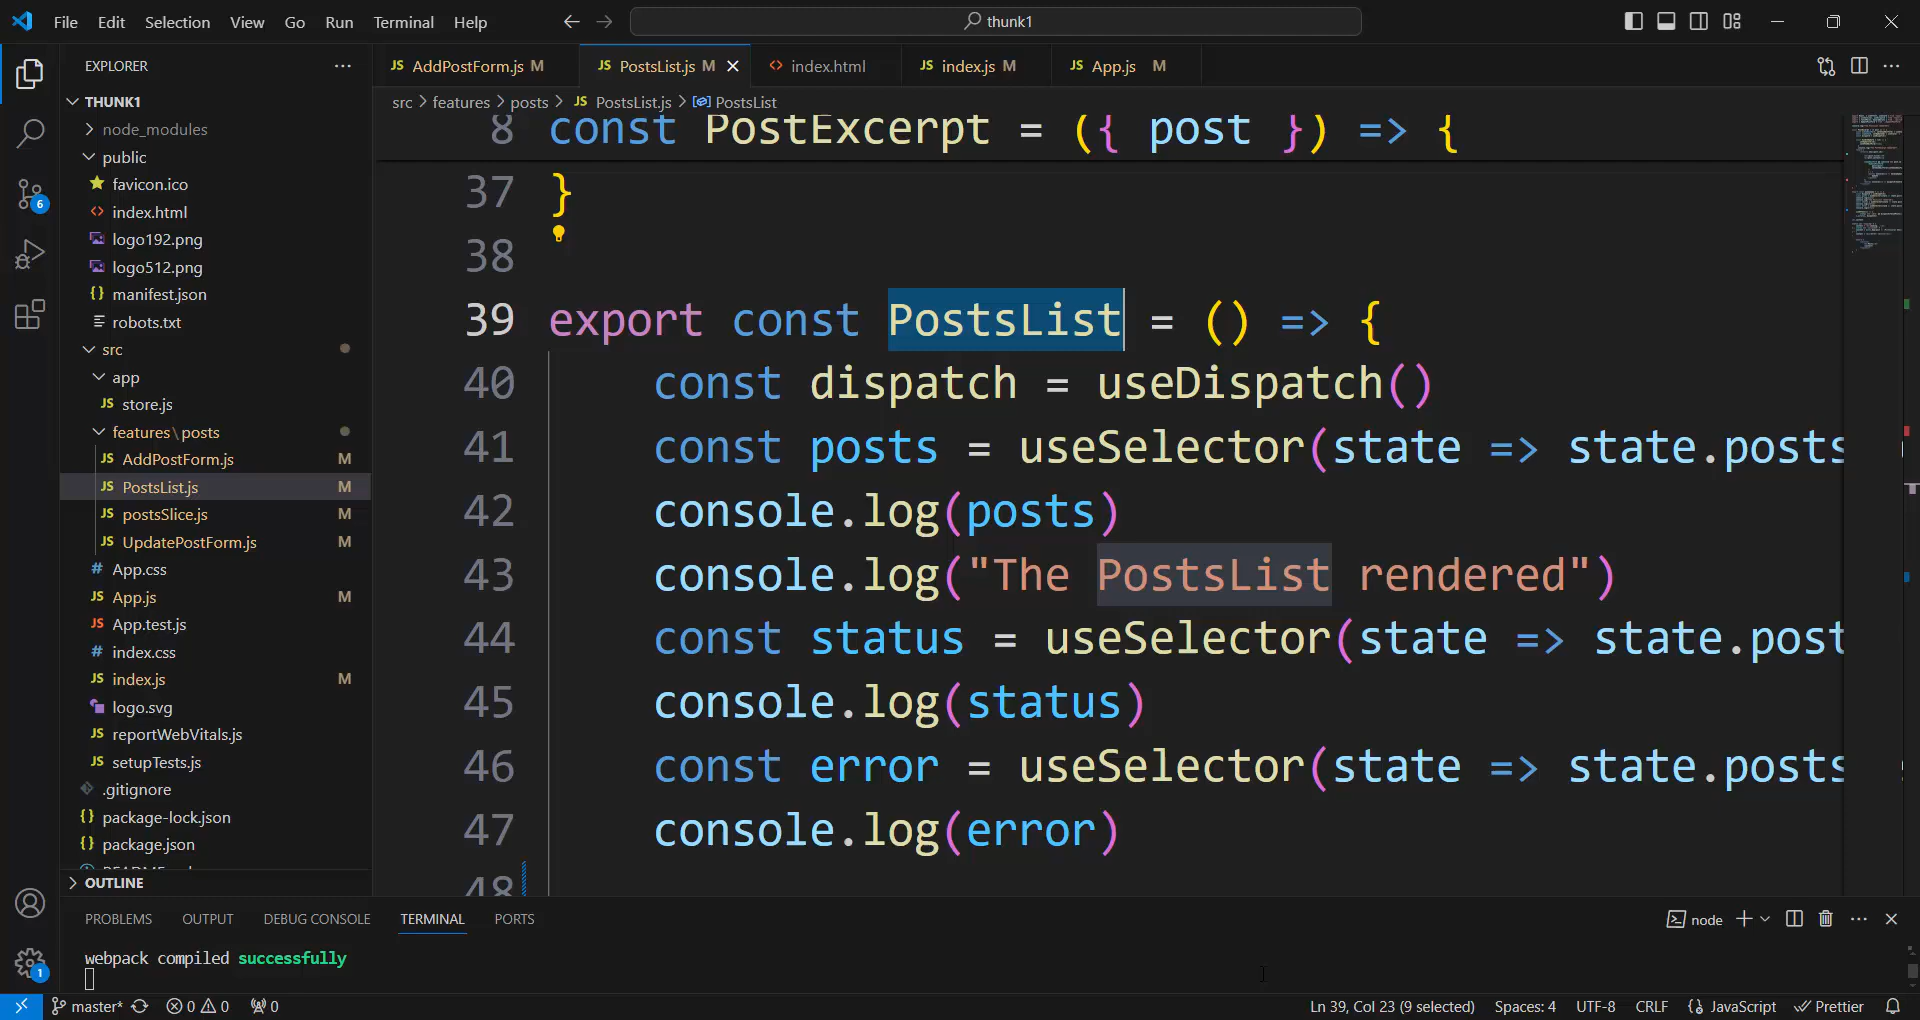 File Edit Selection View Go Run Terminal Help
thunk1
EXPLORER
THUNK1
node_modules
public
favicon.ico
index.html
logo192.png
logo512.png
manifest.json
robots.txt
src
app
store.js
features\posts
AddPostForm.js M
PostsList.js M
postsSlice.js M
UpdatePostForm.js M
App.css
App.js M
App.test.js
index.css
index.js M
logo.svg
reportWebVitals.js
setupTests.js
.gitignore
package-lock.json
package.json
OUTLINE
JS AddPostForm.js M
JS PostsList.js M
index.html
JS index.js M
JS App.js M
src > features > posts > JS PostsList.js > PostsList
8 const PostExcerpt = ({ post }) => {
37 }
38
39 export const PostsList = () => {
40 const dispatch = useDispatch()
41 const posts = useSelector(state => state.posts
42 console.log(posts)
43 console.log("The PostsList rendered")
44 const status = useSelector(state => state.post
45 console.log(status)
46 const error = useSelector(state => state.posts
47 console.log(error)
48
PROBLEMS OUTPUT DEBUG CONSOLE TERMINAL PORTS
node
webpack compiled successfully
master* 0 0 0
Ln 39, Col 23 (9 selected) Spaces: 4 UTF-8 CRLF {} JavaScript Prettier
6
1